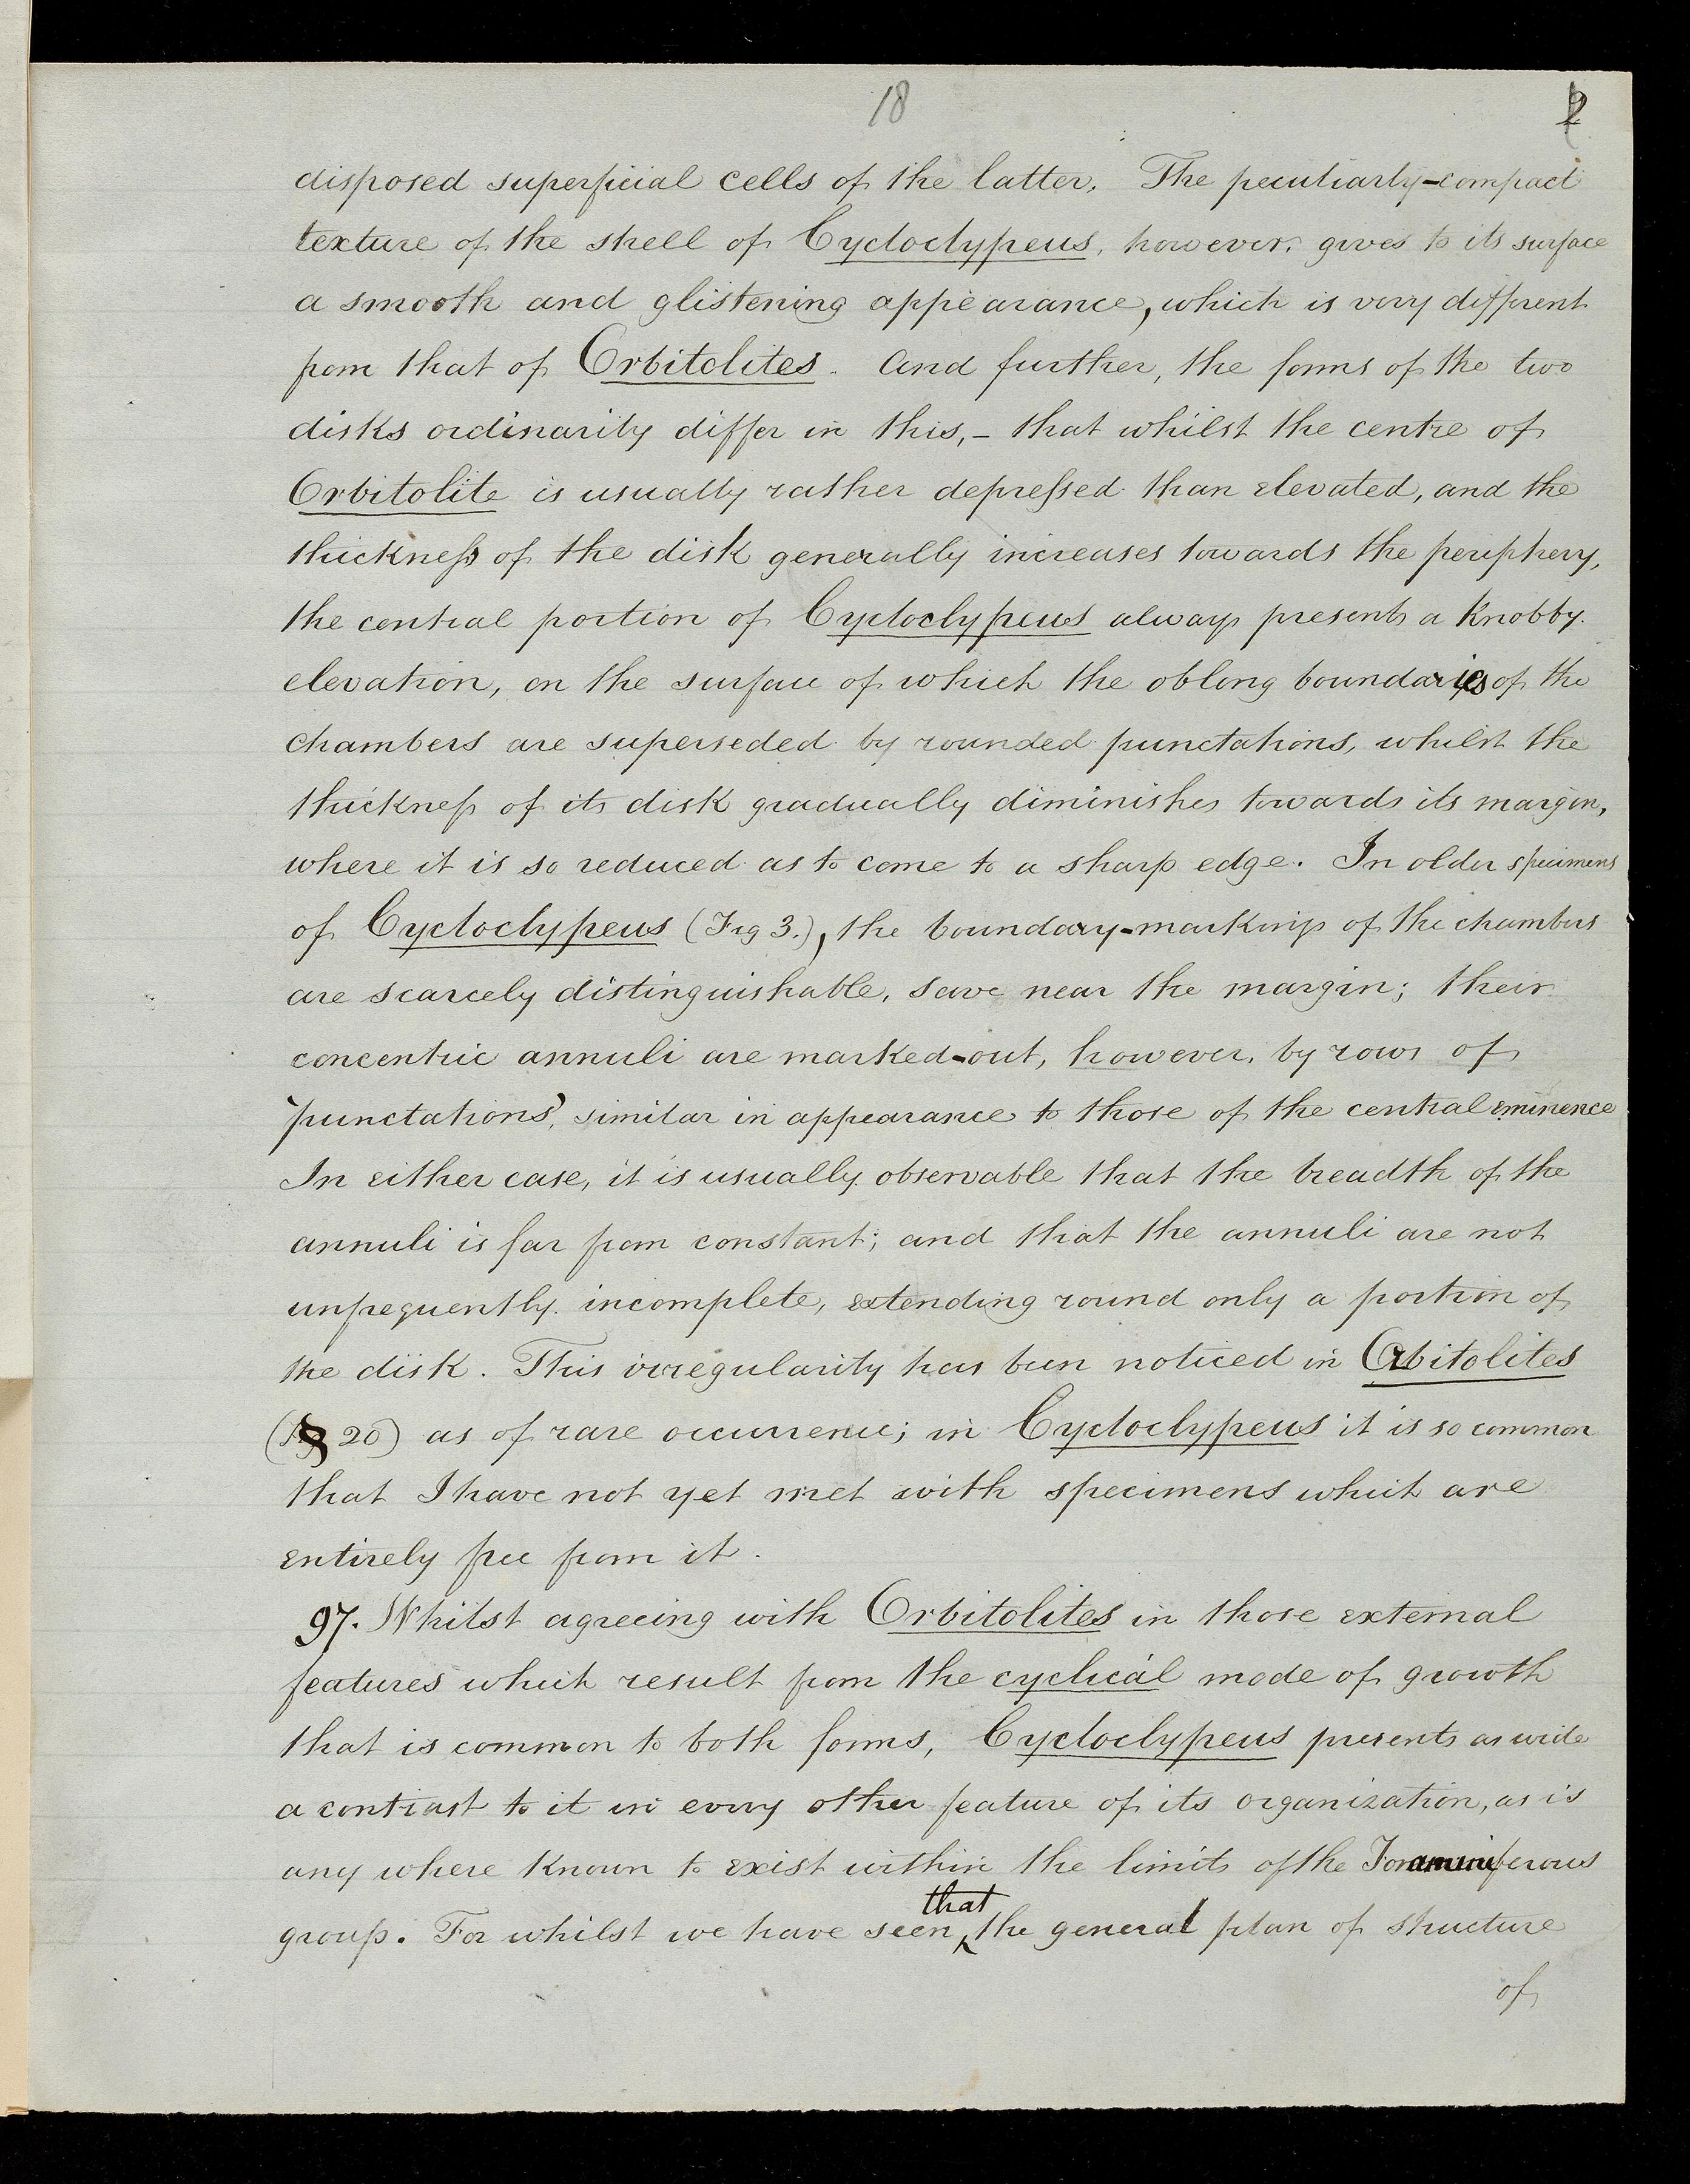 18
disposed superficial cells of the latter. The peculiarly-compact
texture of the shell of Cycloclypeus, however, gives to its surface
a smooth and glistening appearance, which is very different
from that of Orbitolites. And further, the forms of the two
disks ordinarily differ in this,- that whilst the centre of
Orbitolite is usually rather depressed than elevated, and the
thickness of the disk generally increases towards the periphery,
the central portion of Cycloclypeus always presents a knobby
elevation, on the surface of which the oblong boundaries of the
chambers are superseded by rounded punctations, whilst the
thickness of its disk gradually diminishes towards its margin,
where it is so reduced as to come to a sharp edge. In older specimens
of Cycloclypeus (Fig 3.), the boundary-markings of the chambers
are scarcely distinguishable, save near the margin; their
concentric annuli are marked-out, however, by rows of
'punctations', similar in appearance to those of the central eminence
In either case, it is usually observable that the breadth of the
annuli is far from constant; and that the annuli are not
unfrequently incomplete, extending round only a portion of
the disk. This irregularity has been noticed in Orbitolites
(§ 20) as of rare occurrence; in Cycloclypeus it is so common
that I have not yet met with specimens which are
entirely free from it.
97. Whilst agreeing with Orbitolites in those external
features which result from the cyclical mode of growth
that is common to both forms, Cycloclypeus presents as wide
a contrast to it in every other feature of its organization, as is
any where known to exist within the limits of the Foraminiferous
that
group. For whilst we have seen the general plan of structure
of